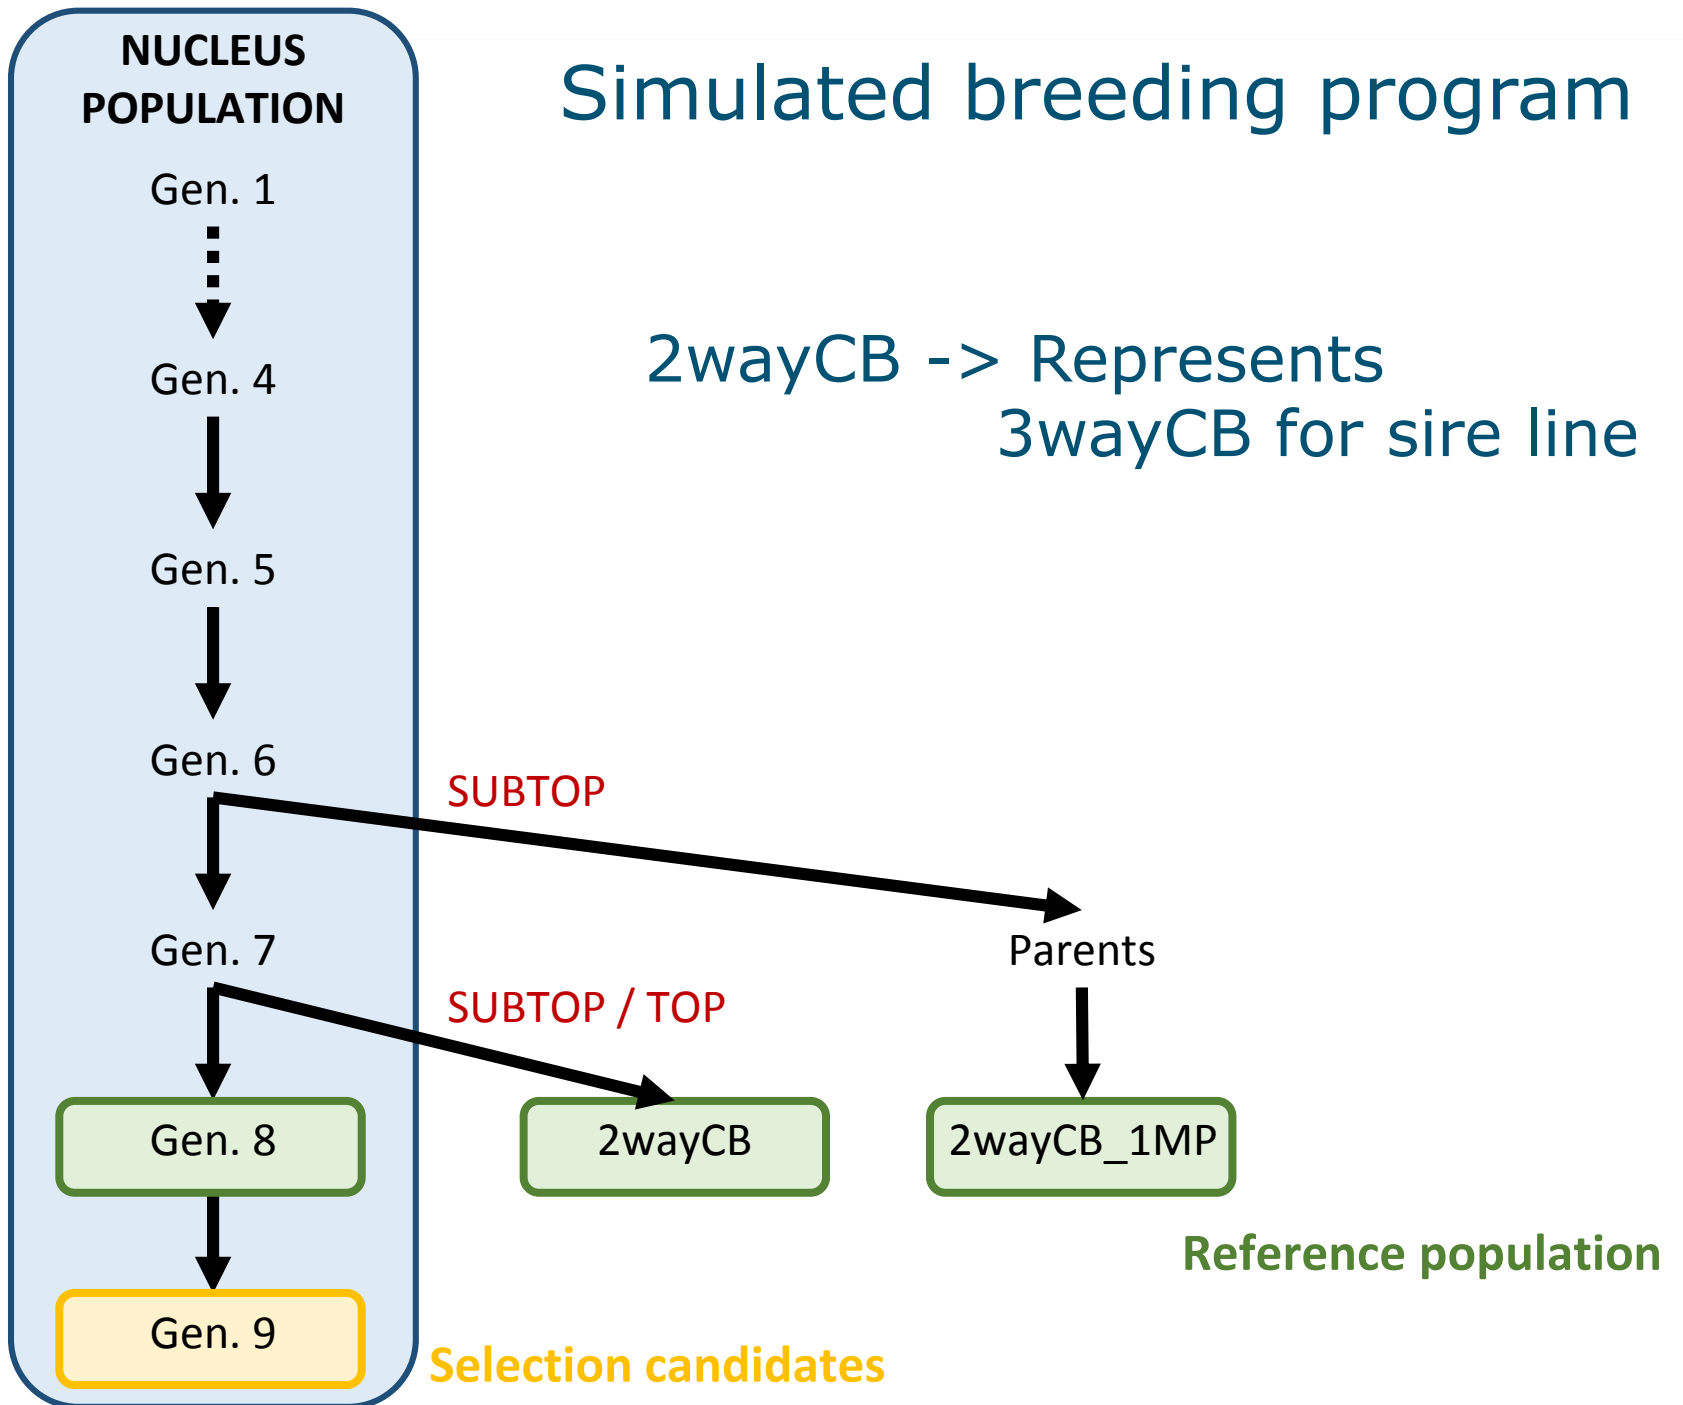 NUCLEUS
POPULATION
Simulated breeding program
Gen. 1
2wayCB -> Represents
3wayCB for sire line
Gen. 4
Gen. 5
Gen. 6
SUBTOP
Gen. 7
Parents
SUBTOP / TOP
Gen. 8
2wayCB
2wayCB_1MP
Reference population
Gen. 9
Selection candidates